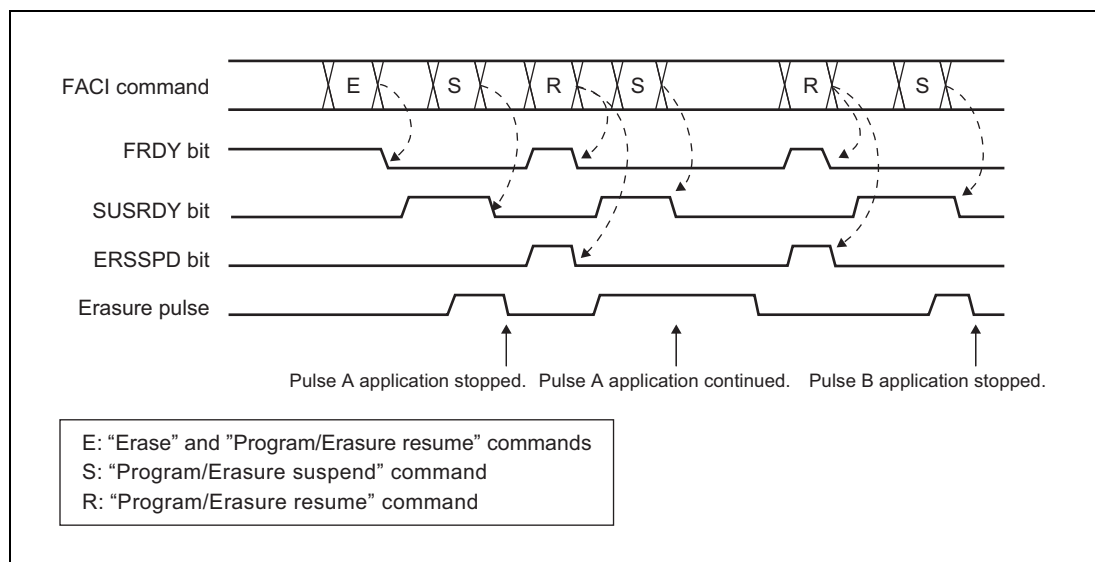 FACI command
E S R S R S
FRDY bit
SUSRDY bit
ERSSPD bit
Erasure pulse
Pulse A application stopped. Pulse A application continued. Pulse B application stopped.
E: “Erase” and ”Program/Erasure resume” commands
S: “Program/Erasure suspend” command
R: “Program/Erasure resume” command